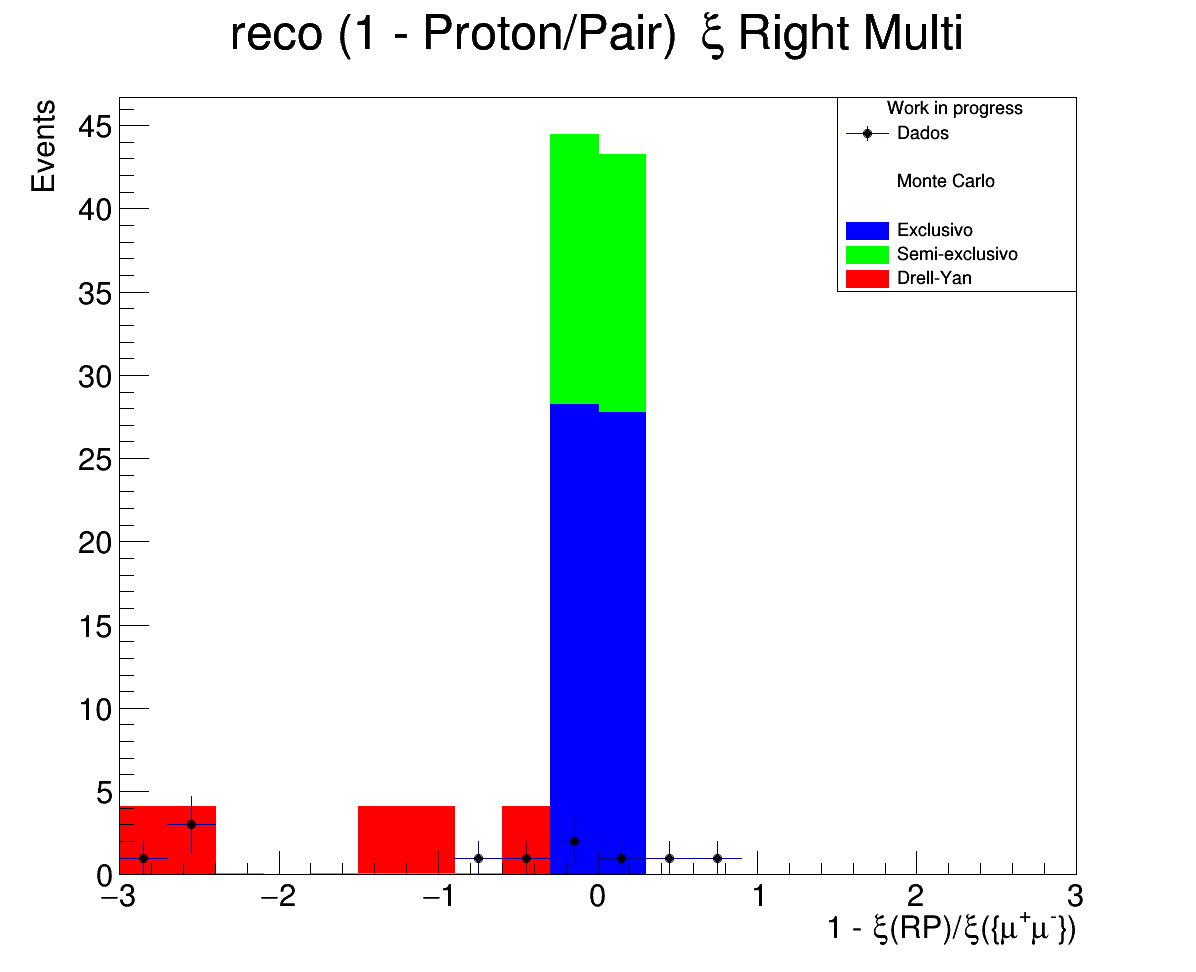 reco (1 - Proton/Pair) ξ Right Multi
Events
45
40
35
30
25
20
15
10
5
0
Work in progress
Dados
Monte Carlo
Exclusivo
Semi-exclusivo
Drell-Yan
−3 −2 −1 0 1 2 3
1 - ξ(RP)/ξ({μ⁺μ⁻})